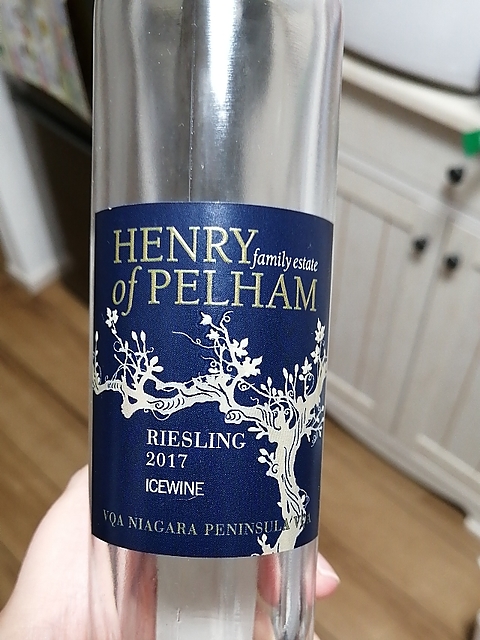 HENRY
family estate
of PELHAM
RIESLING
2017
ICEWINE
VQA NIAGARA PENINSULA VQA